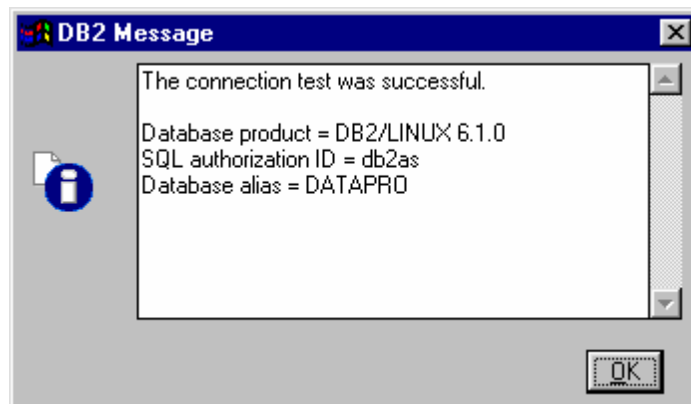 DB2 Message
The connection test was successful.
Database product = DB2/LINUX 6.1.0
SQL authorization ID = db2as
Database alias = DATAPRO
OK